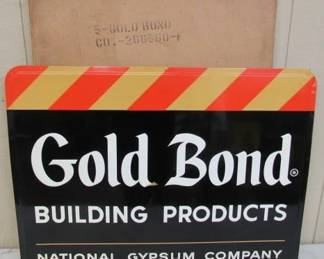 5-GOLD BOND
Gold Bond®
BUILDING PRODUCTS
NATIONAL GYPSUM COMPANY